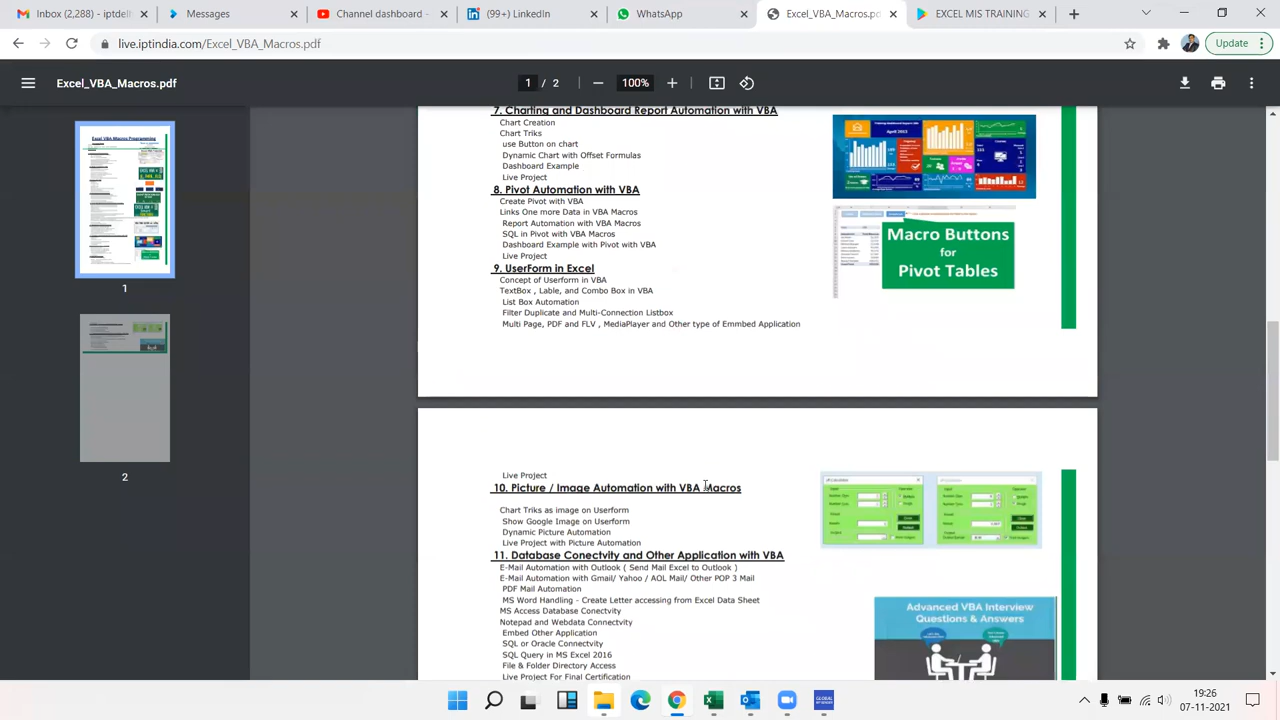 Inbox (2,288) - iptdelh
Messages
Channel dashboard -
(99+) LinkedIn
WhatsApp
Excel_VBA_Macros.pd
EXCEL MIS TRAINING
live.iptindia.com/Excel_VBA_Macros.pdf
Update
Excel_VBA_Macros.pdf
1 / 2
100%
Excel VBA Macros Programming
1
2
7. Charting and Dashboard Report Automation with VBA
Chart Creation
Chart Triks
use Button on chart
Dynamic Chart with Offset Formulas
Dashboard Example
Live Project
April 2015
8. Pivot Automation with VBA
Create Pivot with VBA
Links One more Data in VBA Macros
Report Automation with VBA Macros
SQL in Pivot with VBA Macros
Dashboard Example with Pivot with VBA
Live Project
Macro Buttons
for
Pivot Tables
9. UserForm in Excel
Concept of Userform in VBA
TextBox , Lable, and Combo Box in VBA
List Box Automation
Filter Duplicate and Multi-Connection Listbox
Multi Page, PDF and FLV , MediaPlayer and Other type of Emmbed Application
Live Project
10. Picture / Image Automation with VBA Macros
Chart Triks as image on Userform
Show Google Image on Userform
Dynamic Picture Automation
Live Project with Picture Automation
11. Database Conectvity and Other Application with VBA
E-Mail Automation with Outlook ( Send Mail Excel to Outlook )
E-Mail Automation with Gmail/ Yahoo / AOL Mail/ Other POP 3 Mail
PDF Mail Automation
MS Word Handling - Create Letter accessing from Excel Data Sheet
MS Access Database Conectvity
Notepad and Webdata Connectvity
Embed Other Application
SQL or Oracle Connectvity
SQL Query in MS Excel 2016
File & Folder Directory Access
Live Project For Final Certification
Advanced VBA Interview
Questions & Answers
19:26
07-11-2021